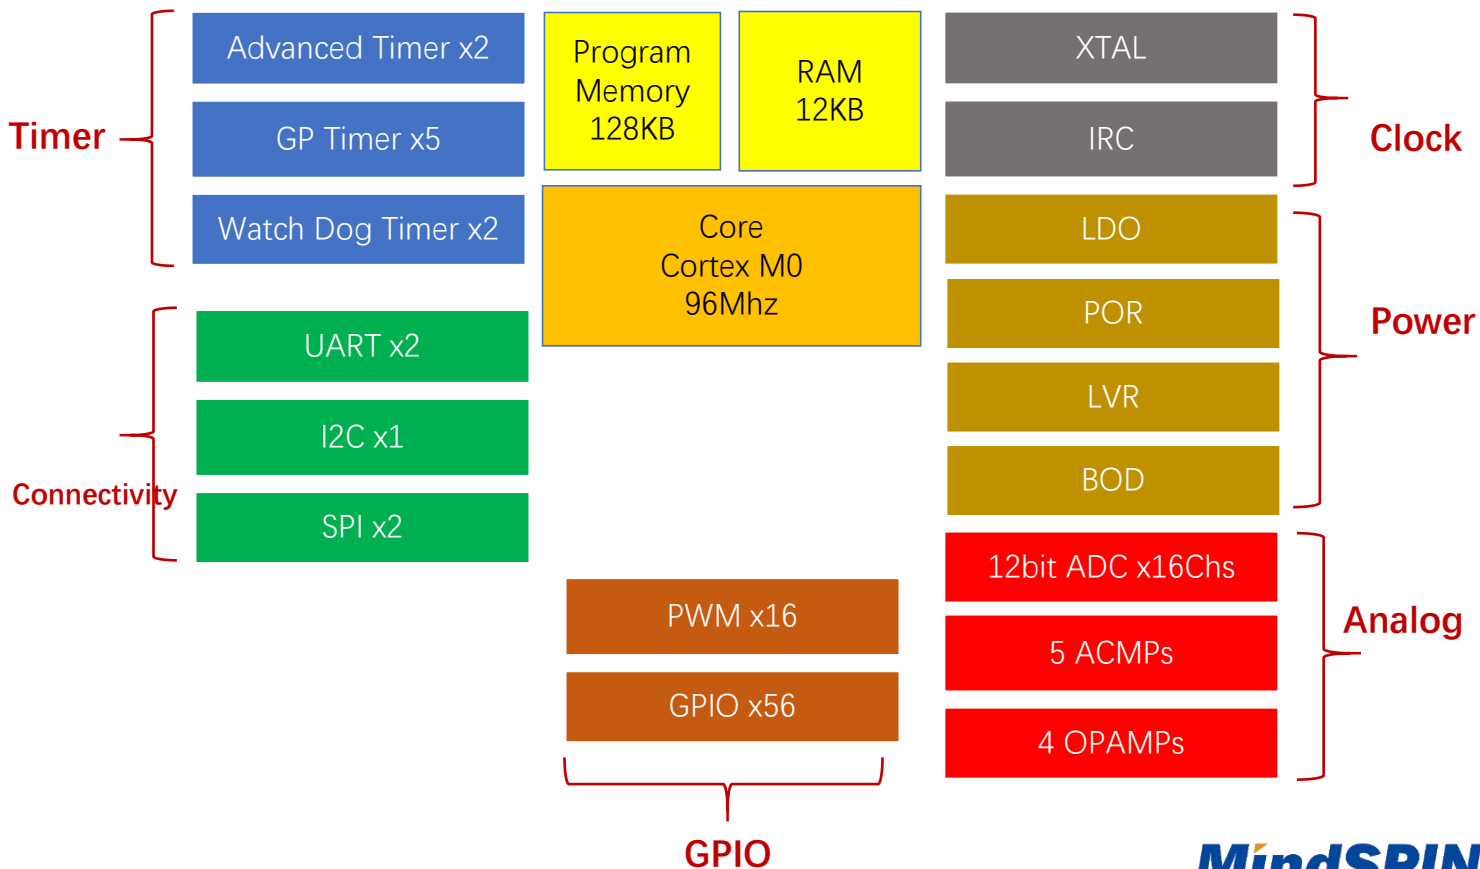 Timer
Advanced Timer x2
GP Timer x5
Watch Dog Timer x2
Connectivity
UART x2
I2C x1
SPI x2
Program
Memory
128KB
RAM
12KB
Core
Cortex M0
96Mhz
PWM x16
GPIO x56
GPIO
XTAL
IRC
Clock
LDO
POR
LVR
BOD
Power
12bit ADC x16Chs
5 ACMPs
4 OPAMPs
Analog
MindSPIN